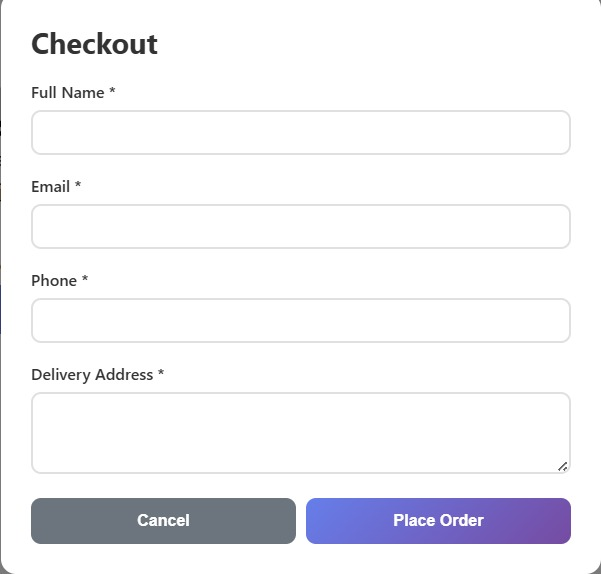 Checkout
Full Name *
Email *
Phone *
Delivery Address *
Cancel
Place Order